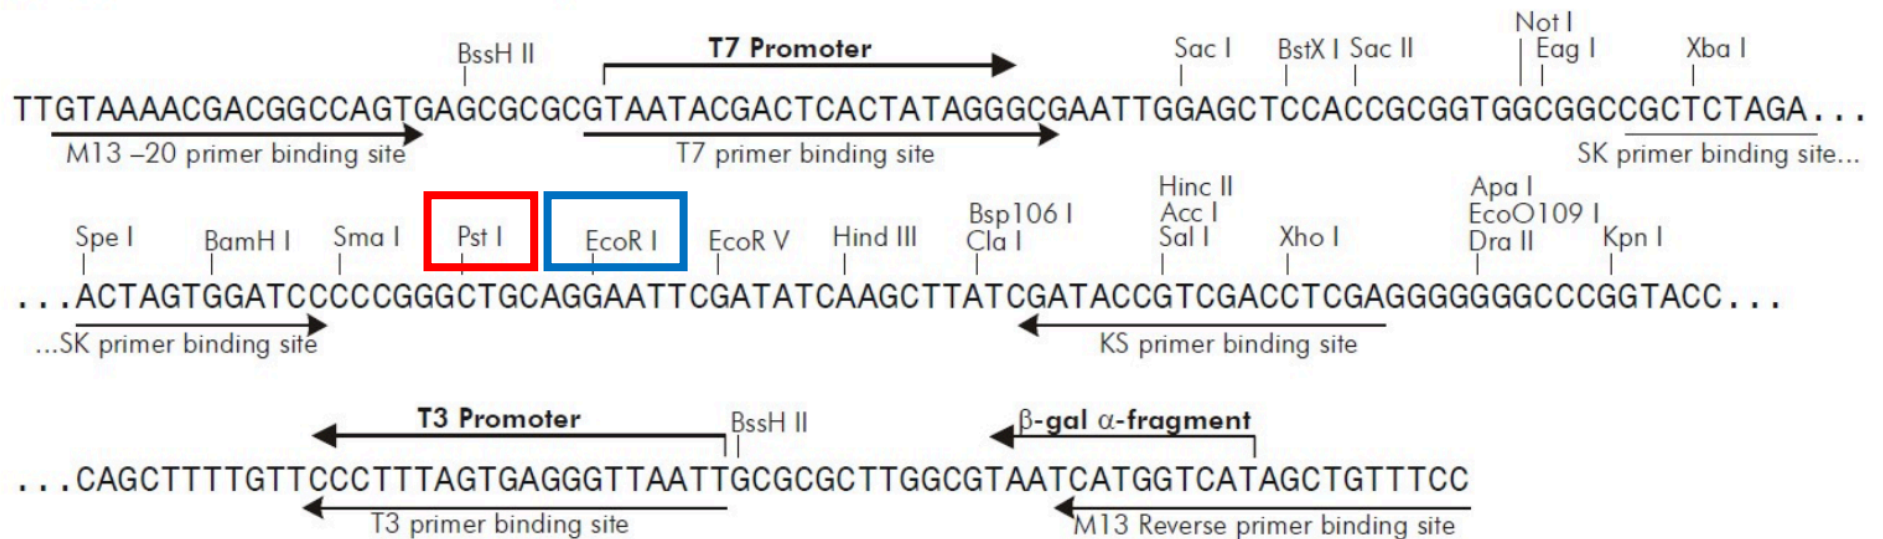 Not I
BssH II T7 Promoter Sac I BstX I Sac II Eag I Xba I
TTGTAAAACGACGGCCAGTGAGCGCGCGTAATACGACTCACTATAGGGCGAATTGGAGCTCCACCGCGGTGGCGGCCGCTCTAGA...
M13 –20 primer binding site T7 primer binding site SK primer binding site...
Hinc II Apa I
Bsp106 I Acc I EcoO109 I
Spe I BamH I Sma I Pst I EcoR I EcoR V Hind III Cla I Sal I Xho I Dra II Kpn I
...ACTAGTGGATCCCCCGGGCTGCAGGAATTCGATATCAAGCTTATCGATACCGTCGACCTCGAGGGGGGGCCCGGTACC...
...SK primer binding site KS primer binding site
T3 Promoter BssH II β-gal α-fragment
...CAGCTTTTGTTCCCTTTAGTGAGGGTTAATTGCGCGCTTGGCGTAATCATGGTCATAGCTGTTTCC
T3 primer binding site M13 Reverse primer binding site